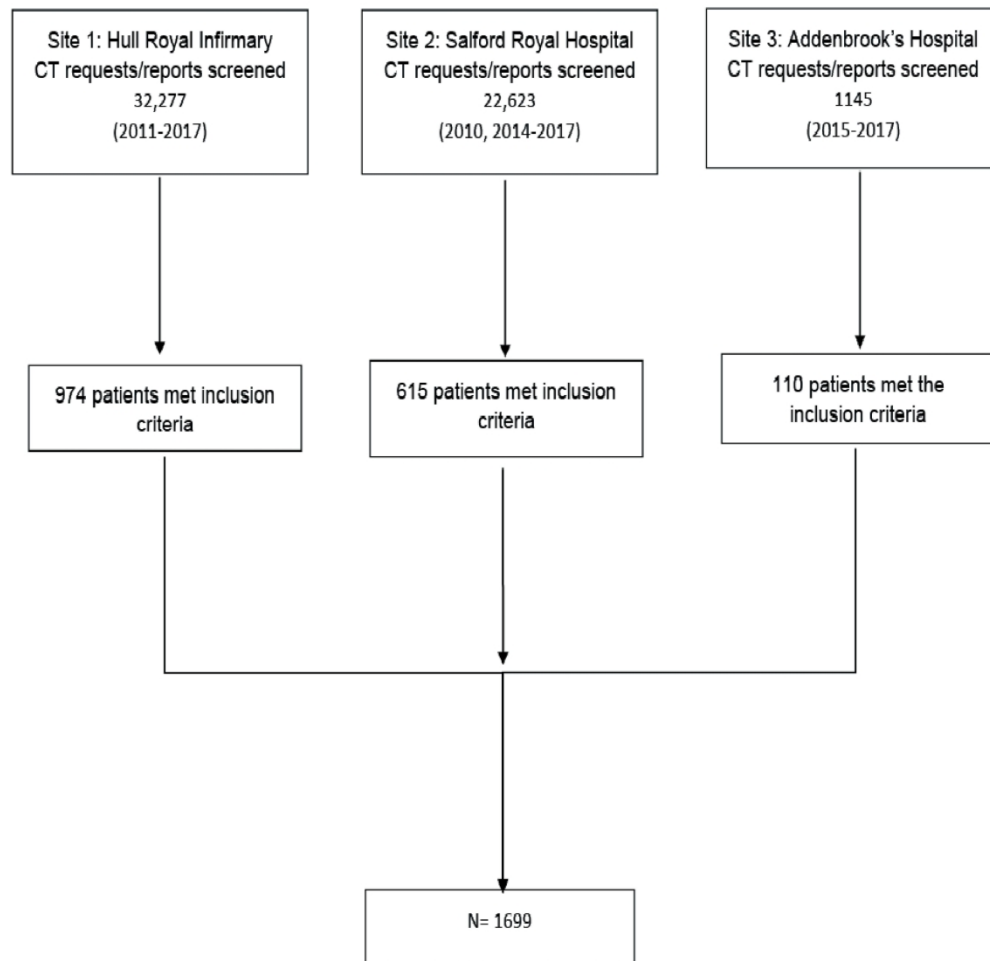 Site 1: Hull Royal Infirmary
CT requests/reports screened
32,277
(2011-2017)
Site 2: Salford Royal Hospital
CT requests/reports screened
22,623
(2010, 2014-2017)
Site 3: Addenbrook's Hospital
CT requests/reports screened
1145
(2015-2017)
974 patients met inclusion
criteria
615 patients met inclusion
criteria
110 patients met the
inclusion criteria
N= 1699